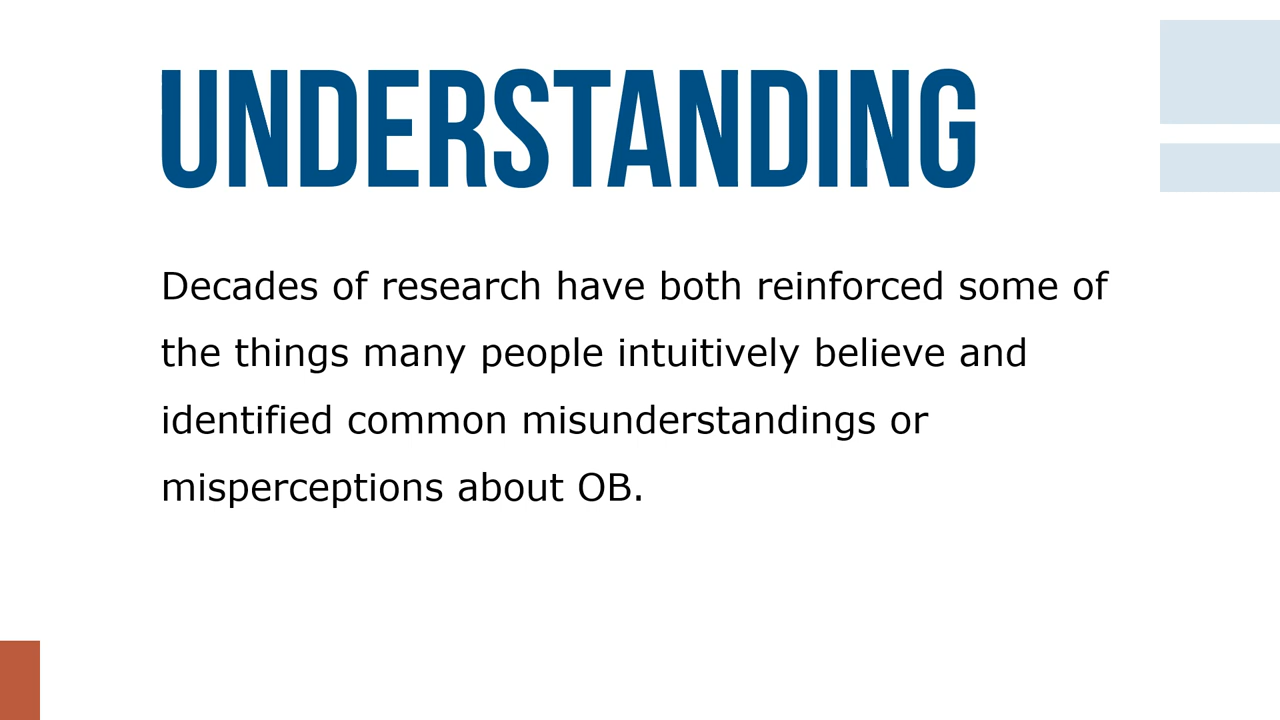 UNDERSTANDING
Decades of research have both reinforced some of
the things many people intuitively believe and
identified common misunderstandings or
misperceptions about OB.